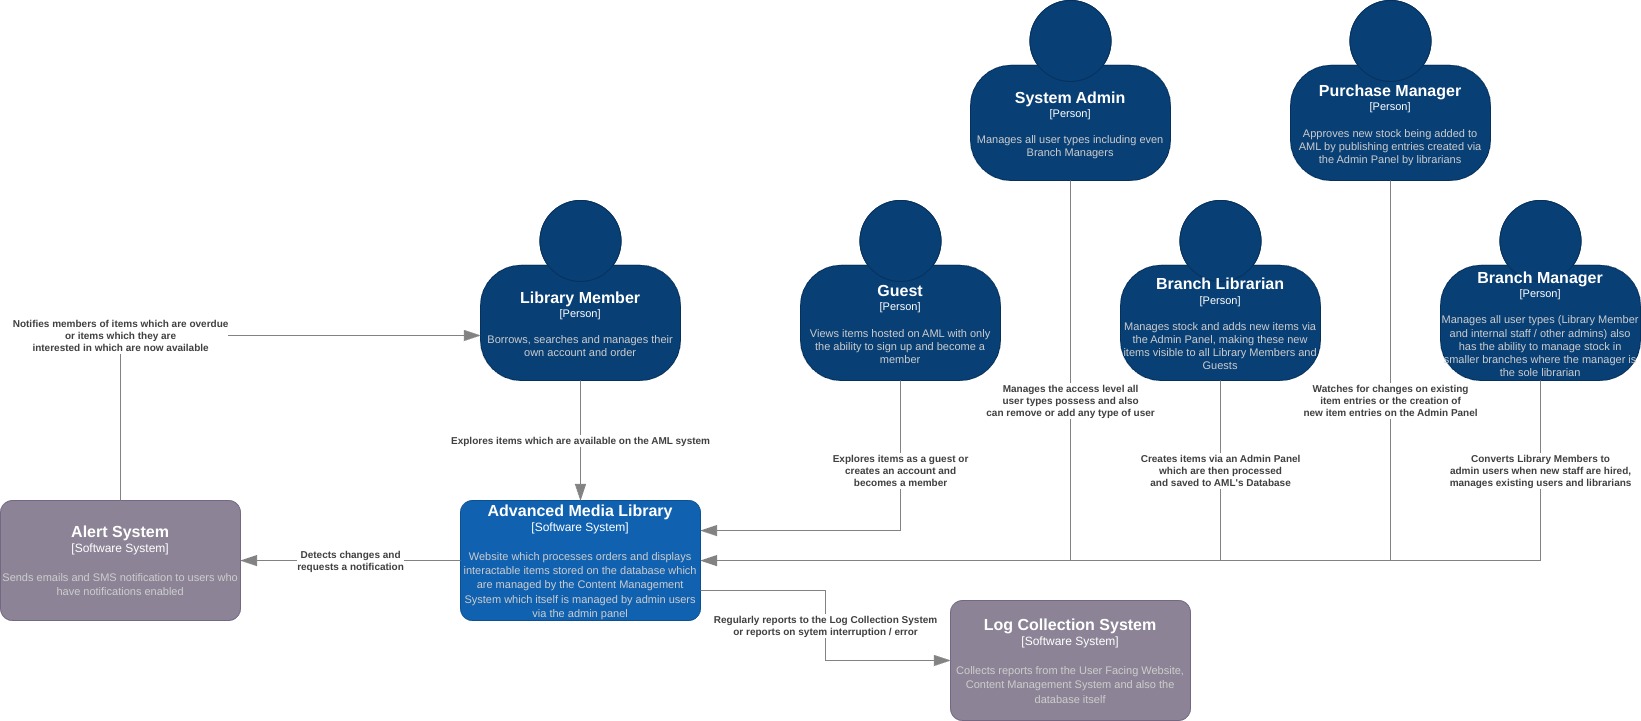 System Admin
[Person]
Manages all user types including even
Branch Managers
Purchase Manager
[Person]
Approves new stock being added to
AML by publishing entries created via
the Admin Panel by librarians
Library Member
[Person]
Borrows, searches and manages their
own account and order
Guest
[Person]
Views items hosted on AML with only
the ability to sign up and become a
member
Branch Librarian
[Person]
Manages stock and adds new items via
the Admin Panel, making these new
items visible to all Library Members and
Guests
Branch Manager
[Person]
Manages all user types (Library Member
and internal staff / other admins) also
has the ability to manage stock in
smaller branches where the manager is
the sole librarian
Notifies members of items which are overdue
or items which they are
interested in which are now available
Manages the access level all
user types possess and also
can remove or add any type of user
Watches for changes on existing
item entries or the creation of
new item entries on the Admin Panel
Explores items which are available on the AML system
Explores items as a guest or
creates an account and
becomes a member
Creates items via an Admin Panel
which are then processed
and saved to AML's Database
Converts Library Members to
admin users when new staff are hired,
manages existing users and librarians
Alert System
[Software System]
Sends emails and SMS notification to users who
have notifications enabled
Detects changes and
requests a notification
Advanced Media Library
[Software System]
Website which processes orders and displays
interactable items stored on the database which
are managed by the Content Management
System which itself is managed by admin users
via the admin panel
Regularly reports to the Log Collection System
or reports on sytem interruption / error
Log Collection System
[Software System]
Collects reports from the User Facing Website,
Content Management System and also the
database itself